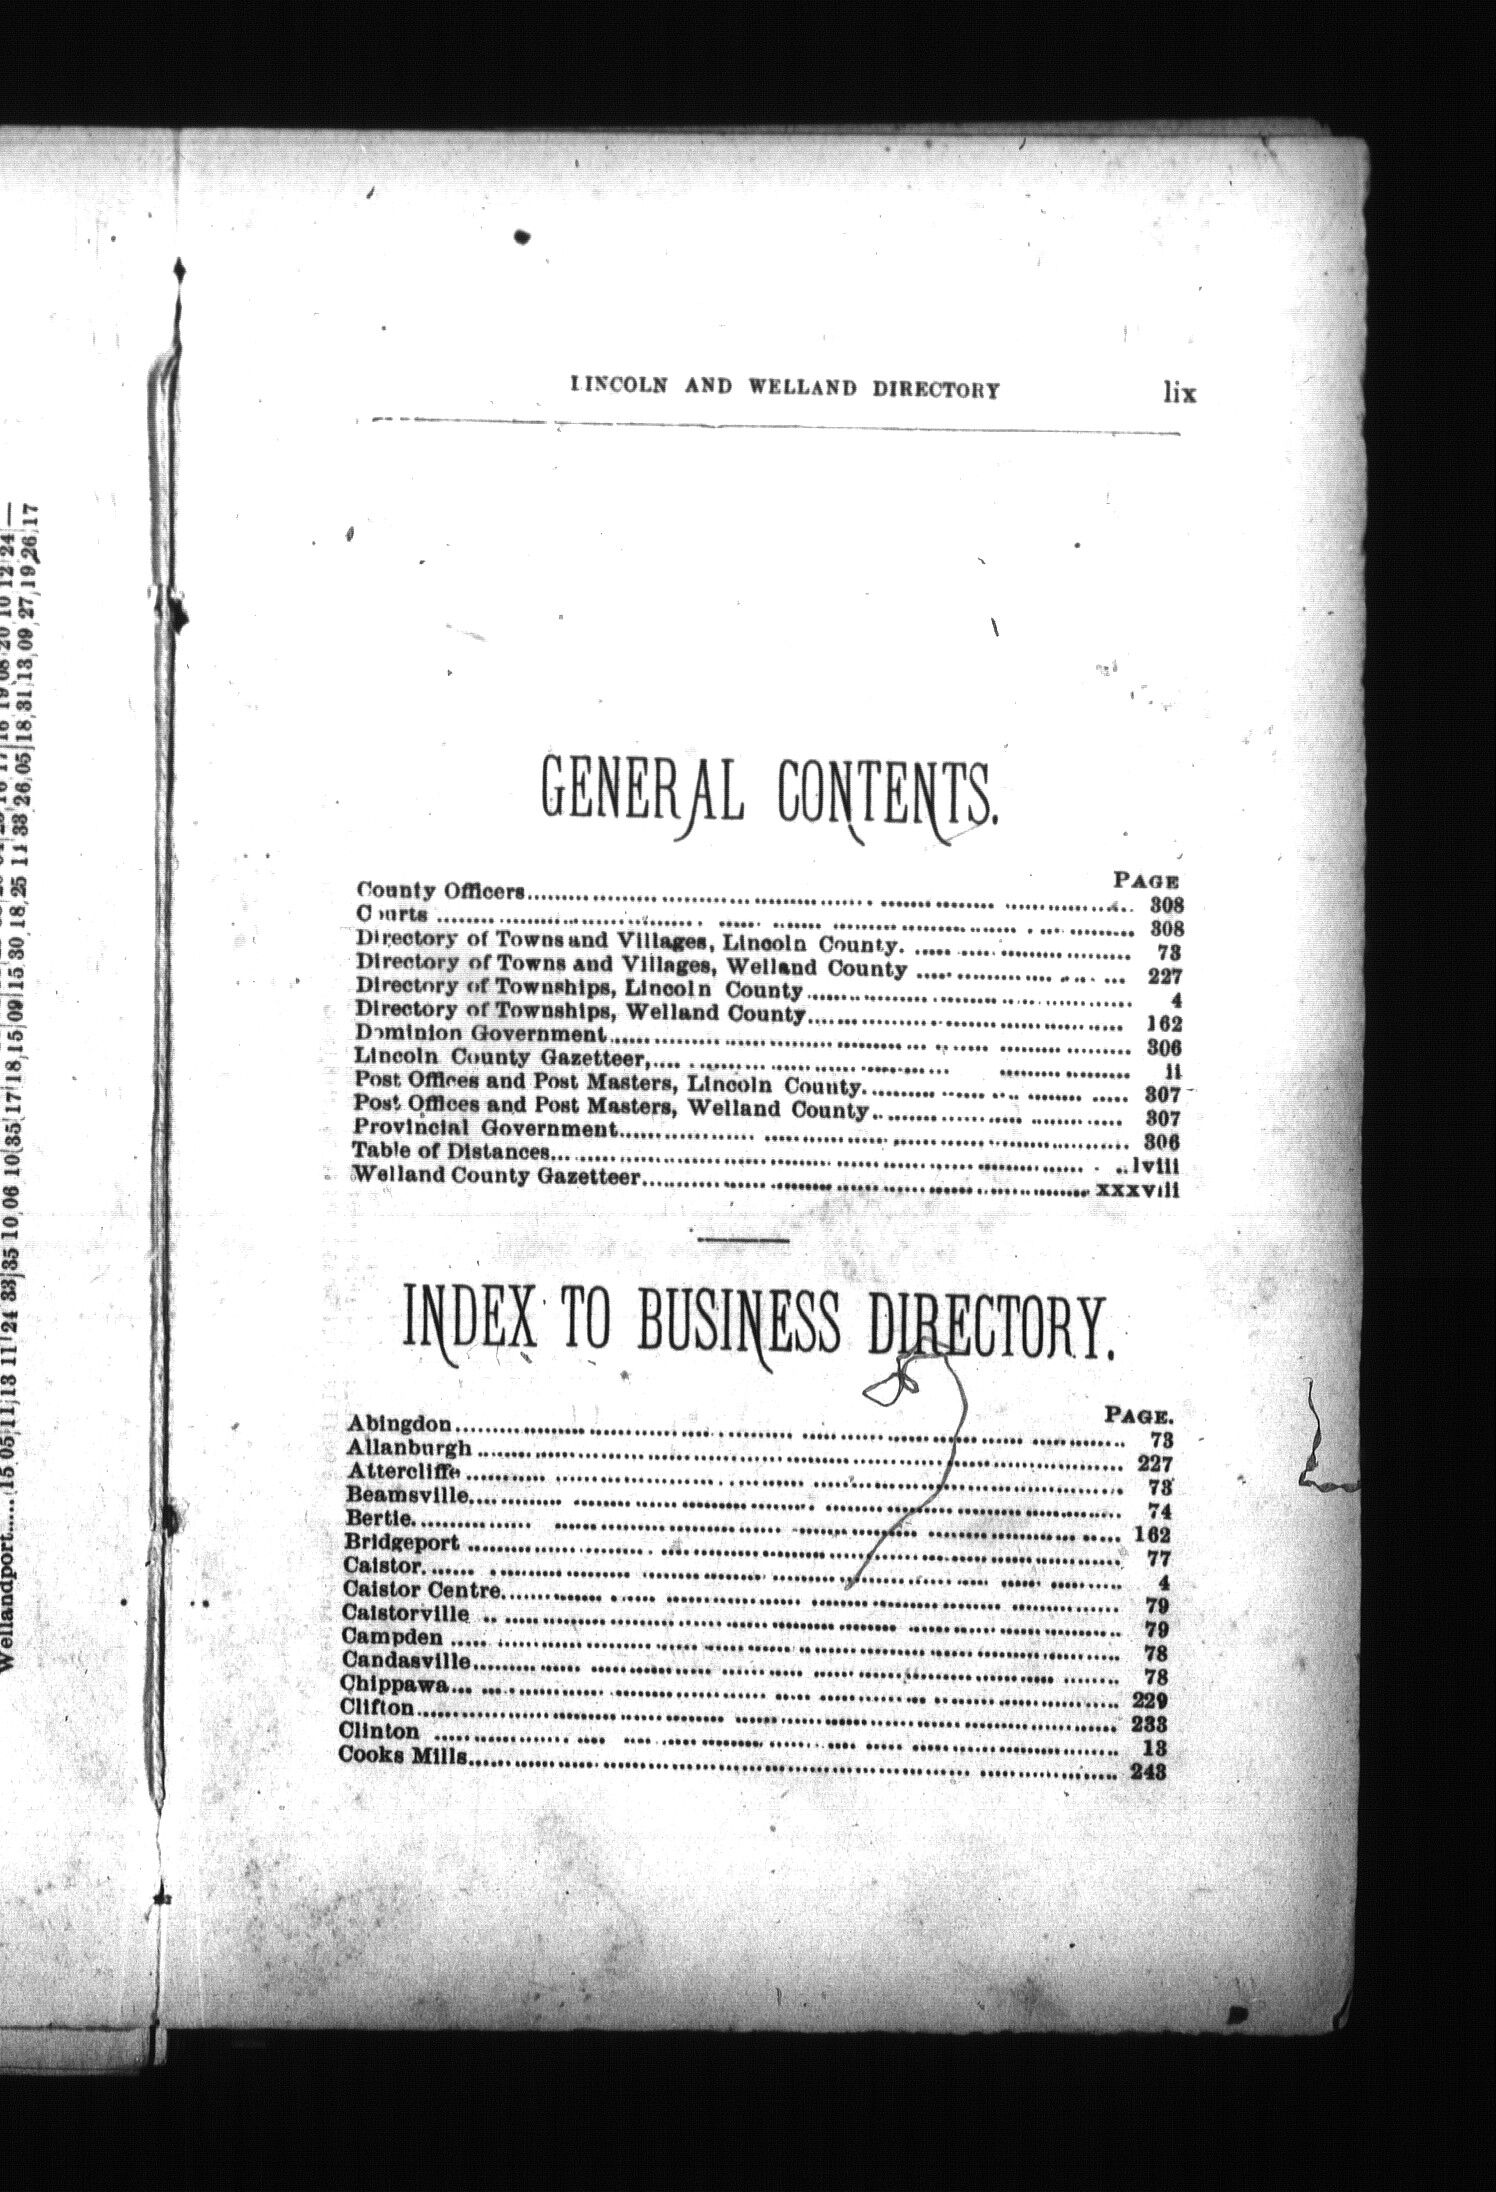 LINCOLN AND WELLAND DIRECTORY lix
GENERAL CONTENTS.
PAGE
County Officers 308
Courts 308
Directory of Towns and Villages, Lincoln County. 73
Directory of Towns and Villages, Welland County 227
Directory of Townships, Lincoln County 4
Directory of Townships, Welland County 162
Dominion Government 306
Lincoln County Gazetteer, ii
Post Offices and Post Masters, Lincoln County. 307
Post Offices and Post Masters, Welland County 307
Provincial Government 306
Table of Distances lviii
Welland County Gazetteer xxxviii
INDEX TO BUSINESS DIRECTORY.
PAGE.
Abingdon 73
Allanburgh 227
Attercliffe 73
Beamsville 74
Bertie 162
Bridgeport 77
Caistor 4
Caistor Centre 79
Caistorville 79
Campden 78
Candasville 78
Chippawa 229
Clifton 233
Clinton 13
Cooks Mills 243
Wellandport